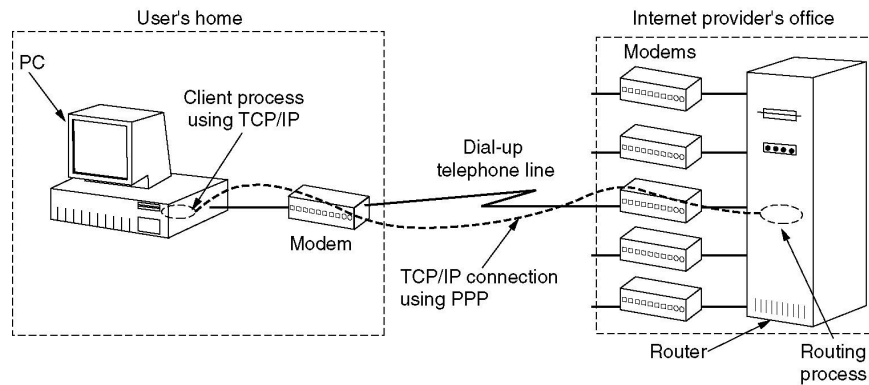 User's home
Internet provider's office
PC
Client process
using TCP/IP
Modem
Dial-up
telephone line
TCP/IP connection
using PPP
Modems
Router
Routing
process